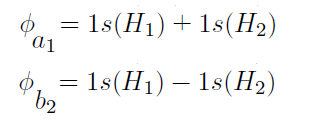 ϕ_{a_1} = 1s(H_1) + 1s(H_2)
ϕ_{b_2} = 1s(H_1) − 1s(H_2)